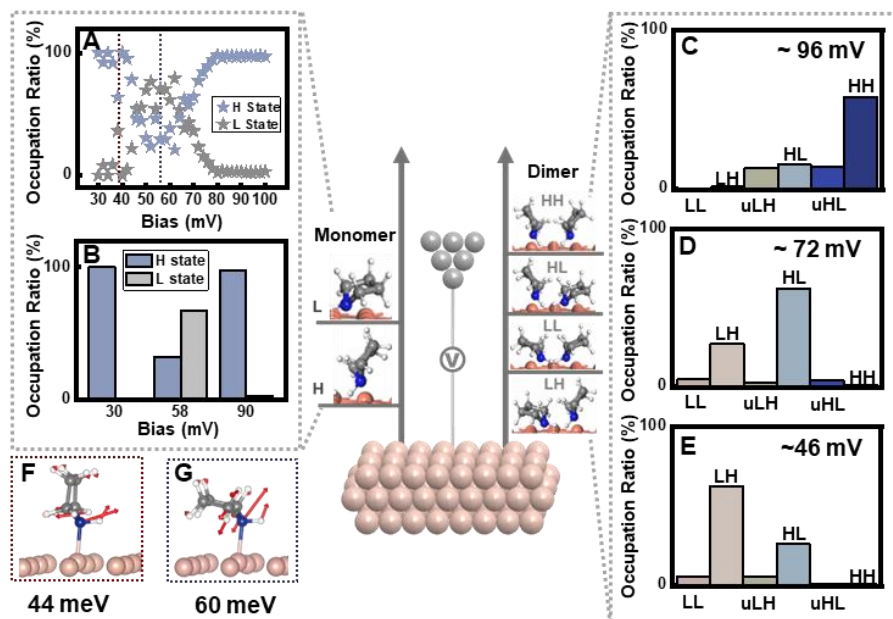 A
Occupation Ratio (%)
100
0
H State
L State
30 40 50 60 70 80 90 100
Bias (mV)
B
Occupation Ratio (%)
100
0
H state
L state
30 58 90
Bias (mV)
F
44 meV
G
60 meV
Monomer
L
H
V
Dimer
HH
HL
LL
LH
C
~ 96 mV
Occupation Ratio (%)
100
0
HH
HL
LH
LL uLH uHL
D
~ 72 mV
Occupation Ratio (%)
100
0
HL
LH
HH
LL uLH uHL
E
~46 mV
Occupation Ratio (%)
100
0
LH
HL
HH
LL uLH uHL